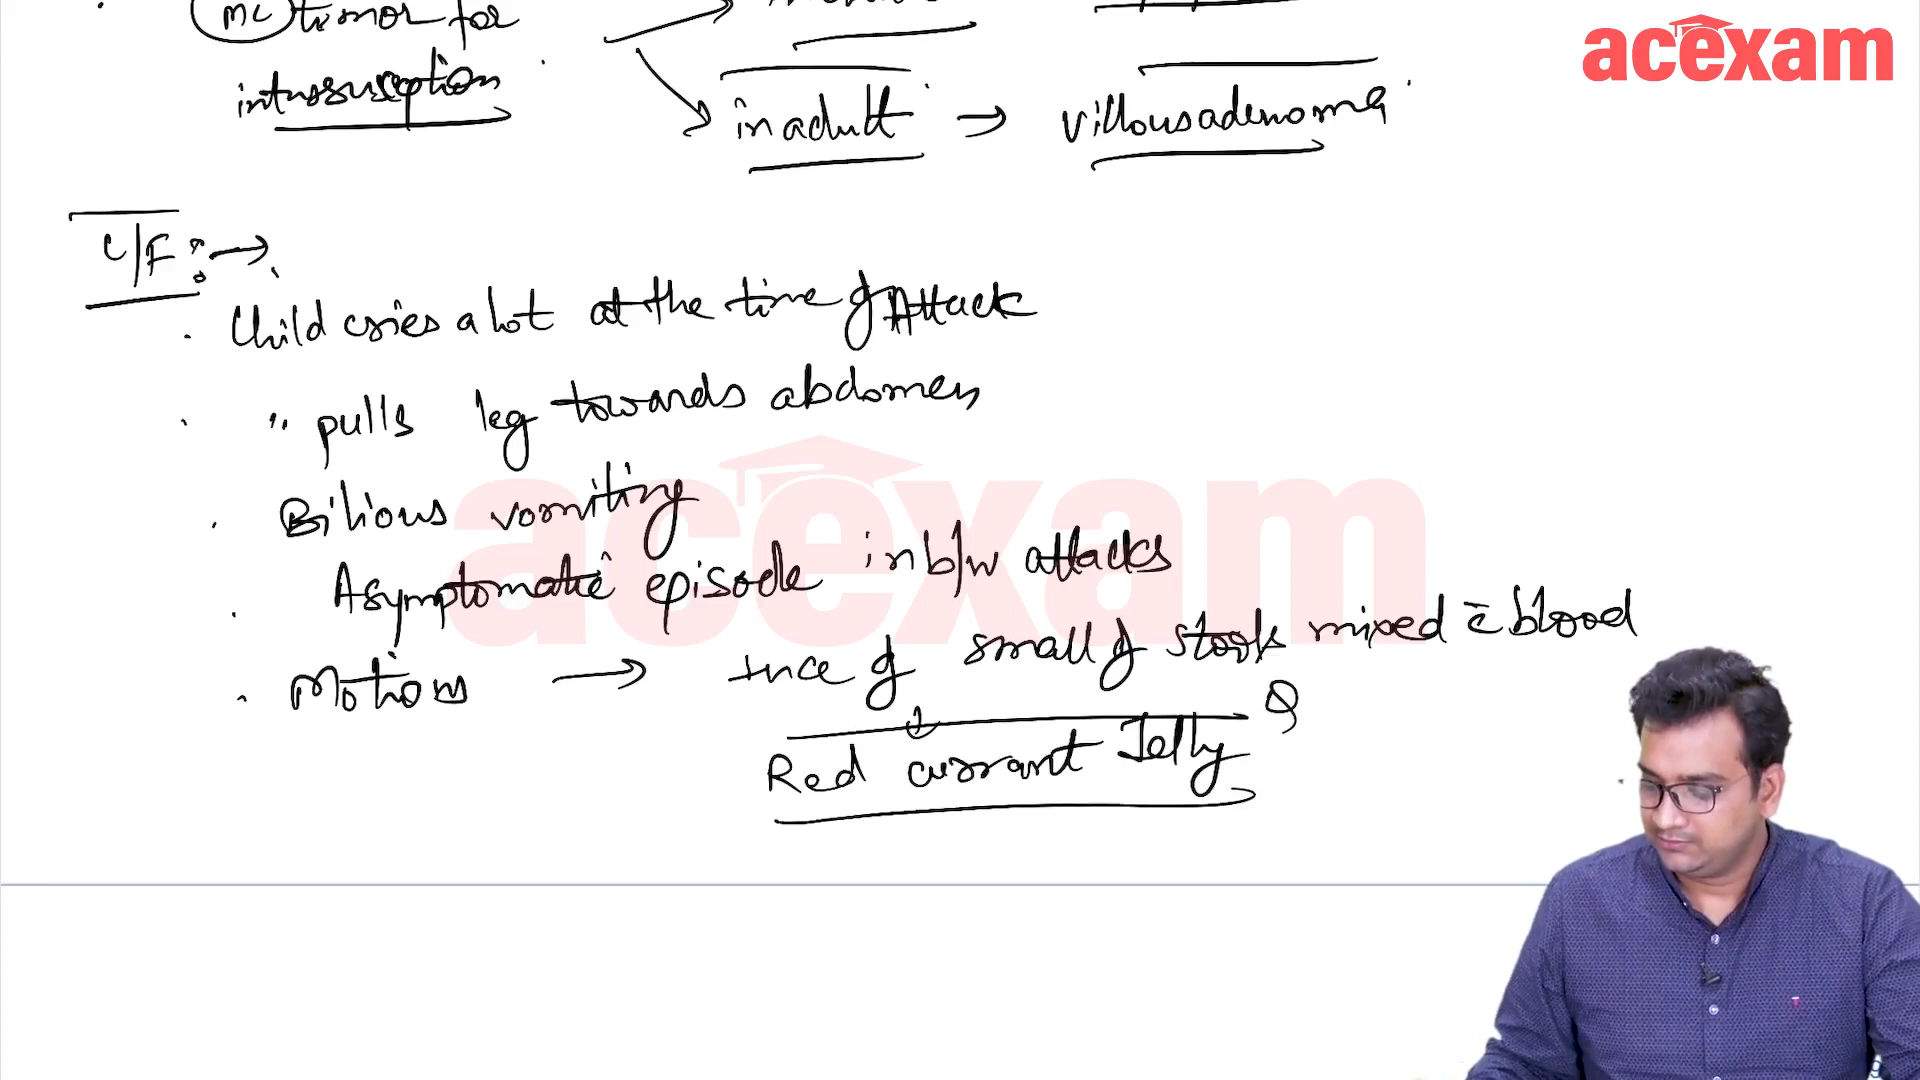 acexam
MC tumor for
intussusception
in adult → villous adenoma
C/F : →
Child cries a lot at the time of Attack
" pulls leg towards abdomen
Bilious vomiting
Asymptomatic episode in b/w attacks
Motions → +nce of small of stools mixed c̄ blood
Red currant Jelly
acexam